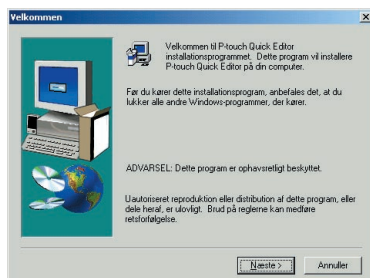 Velkommen
Velkommen til P-touch Quick Editor
installationsprogrammet. Dette program vil installere
P-touch Quick Editor på din computer.
Før du kører dette installationsprogram, anbefales det, at du
lukker alle andre Windows-programmer, der kører.
ADVARSEL: Dette program er ophavsretligt beskyttet.
Uautoriseret reproduktion eller distribution af dette program, eller
dele heraf, er ulovligt. Brud på reglerne kan medføre
retsforfølgelse.
Næste >
Annuller